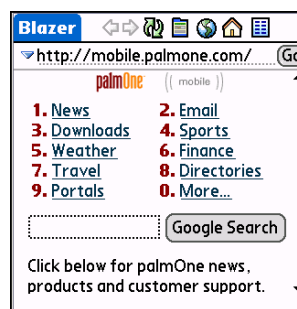 Blazer
http://mobile.palmone.com/ Go
palmOne (( mobile ))
1. News 2. Email
3. Downloads 4. Sports
5. Weather 6. Finance
7. Travel 8. Directories
9. Portals 0. More...
Google Search
Click below for palmOne news,
products and customer support.